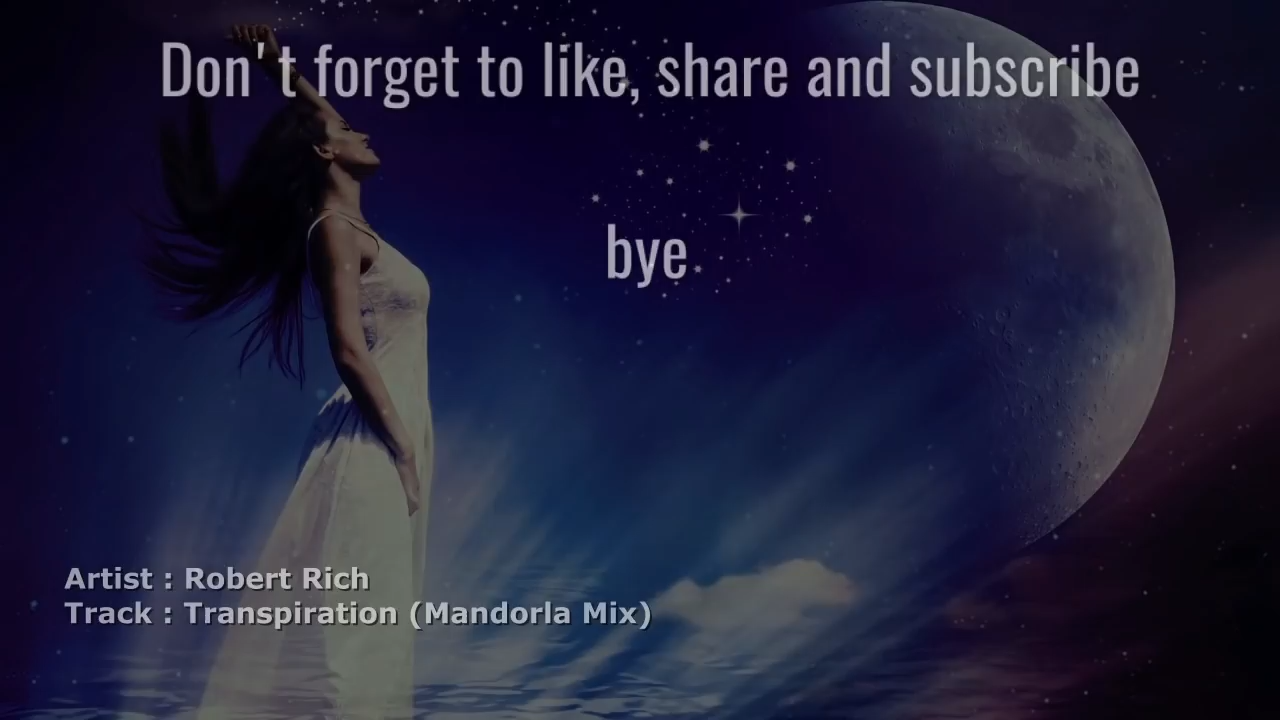 Don't forget to like, share and subscribe
bye
Artist : Robert Rich
Track : Transpiration (Mandorla Mix)